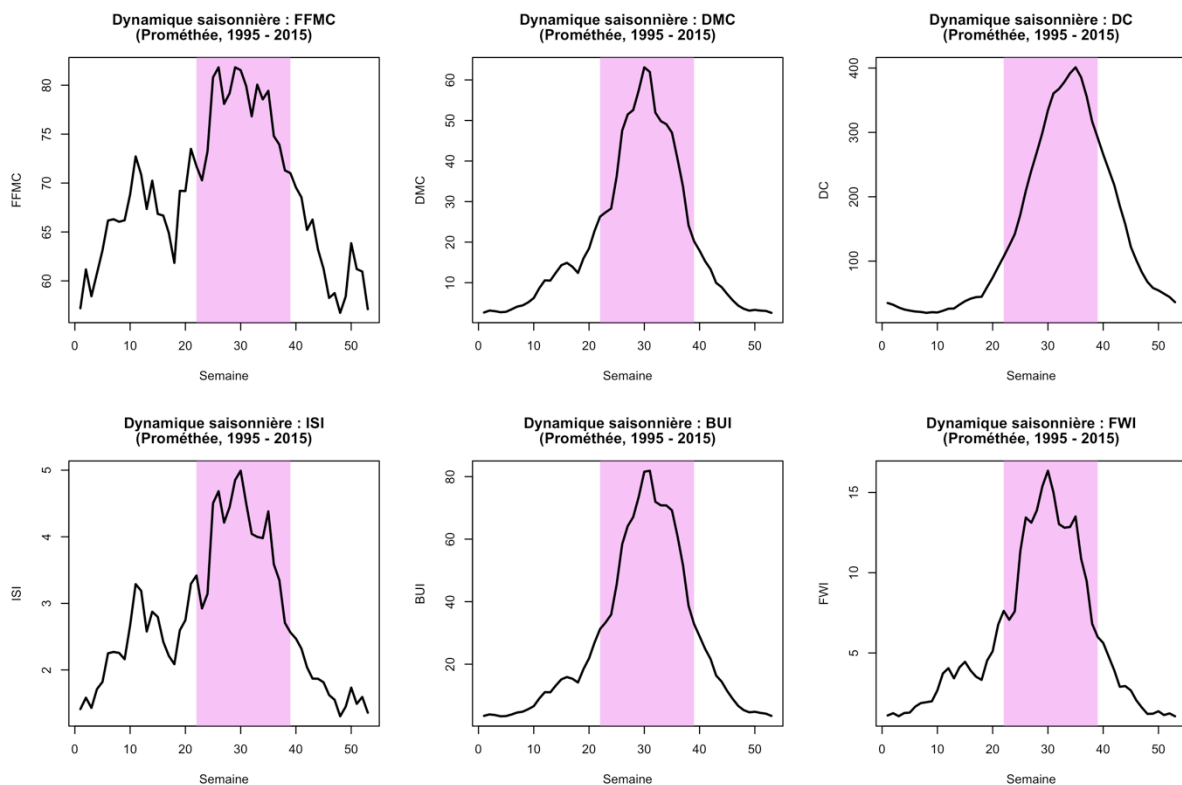 Dynamique saisonnière : FFMC
(Prométhée, 1995 - 2015)
FFMC
80
75
70
65
60
0 10 20 30 40 50
Semaine
Dynamique saisonnière : DMC
(Prométhée, 1995 - 2015)
DMC
60
50
40
30
20
10
0 10 20 30 40 50
Semaine
Dynamique saisonnière : DC
(Prométhée, 1995 - 2015)
DC
400
300
200
100
0 10 20 30 40 50
Semaine
Dynamique saisonnière : ISI
(Prométhée, 1995 - 2015)
ISI
5
4
3
2
0 10 20 30 40 50
Semaine
Dynamique saisonnière : BUI
(Prométhée, 1995 - 2015)
BUI
80
60
40
20
0 10 20 30 40 50
Semaine
Dynamique saisonnière : FWI
(Prométhée, 1995 - 2015)
FWI
15
10
5
0 10 20 30 40 50
Semaine